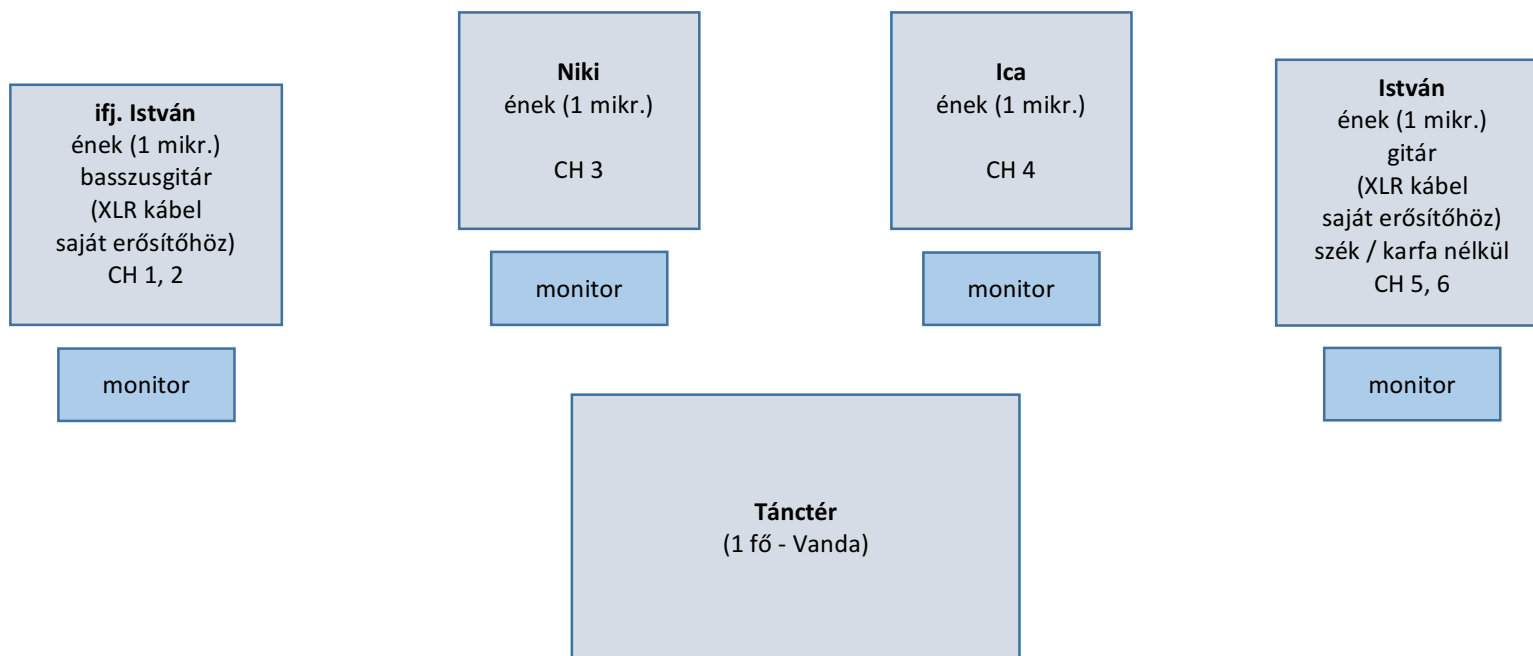 ifj. István
ének (1 mikr.)
basszusgitár
(XLR kábel
saját erősítőhöz)
CH 1, 2
monitor
Niki
ének (1 mikr.)
CH 3
monitor
Ica
ének (1 mikr.)
CH 4
monitor
István
ének (1 mikr.)
gitár
(XLR kábel
saját erősítőhöz)
szék / karfa nélkül
CH 5, 6
monitor
Tánctér
(1 fő - Vanda)